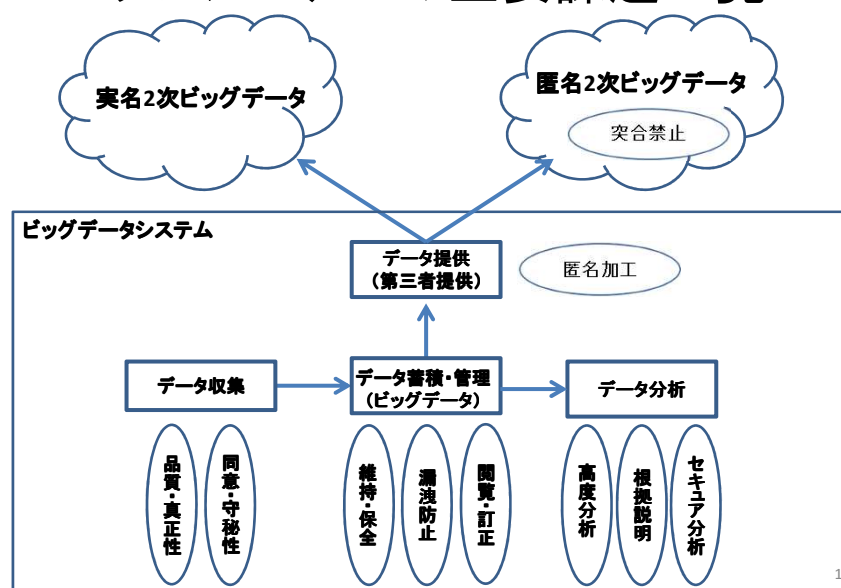 実名2次ビッグデータ
匿名2次ビッグデータ
突合禁止
ビッグデータシステム
データ提供
（第三者提供）
匿名加工
データ収集
データ蓄積・管理
（ビッグデータ）
データ分析
品質・真正性
同意・守秘性
維持・保全
漏洩防止
閲覧・訂正
高度分析
根拠説明
セキュア分析
1